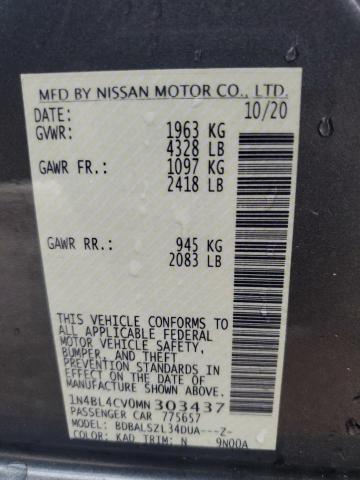 MFD BY NISSAN MOTOR CO., LTD.
DATE: 10/20
GVWR: 1963 KG
4328 LB
GAWR FR.: 1097 KG
2418 LB
GAWR RR.: 945 KG
2083 LB
THIS VEHICLE CONFORMS TO
ALL APPLICABLE FEDERAL
MOTOR VEHICLE SAFETY,
BUMPER, AND THEFT
PREVENTION STANDARDS IN
EFFECT ON THE DATE OF
MANUFACTURE SHOWN ABOVE.
1N4BL4CV0MN303437
PASSENGER CAR 775657
MODEL: BDBALSZL34DUA---Z-
COLOR: KAD TRIM: N 9N00A